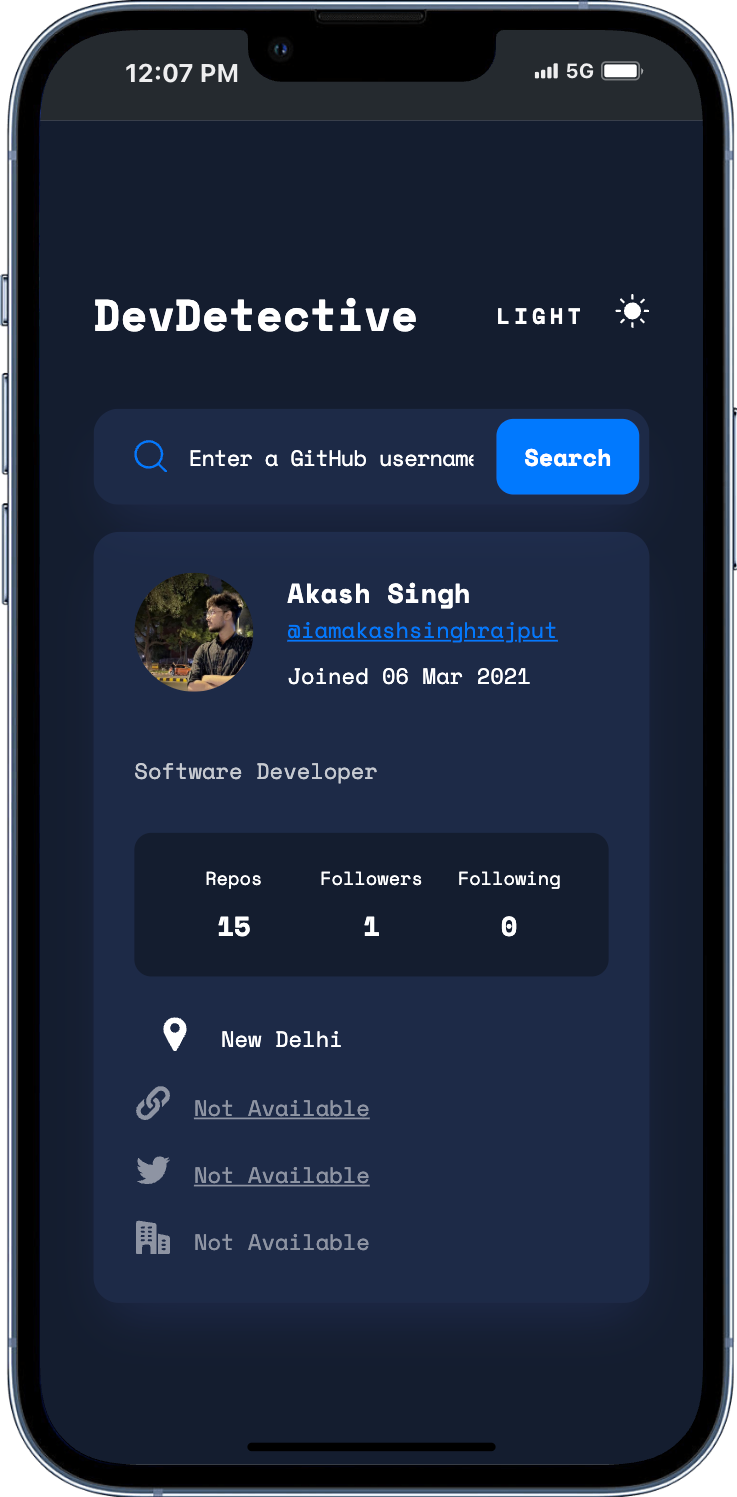 12:07 PM 5G
DevDetective LIGHT
Enter a GitHub username Search
Akash Singh
@iamakashsinghrajput
Joined 06 Mar 2021
Software Developer
Repos Followers Following
15 1 0
New Delhi
Not Available
Not Available
Not Available